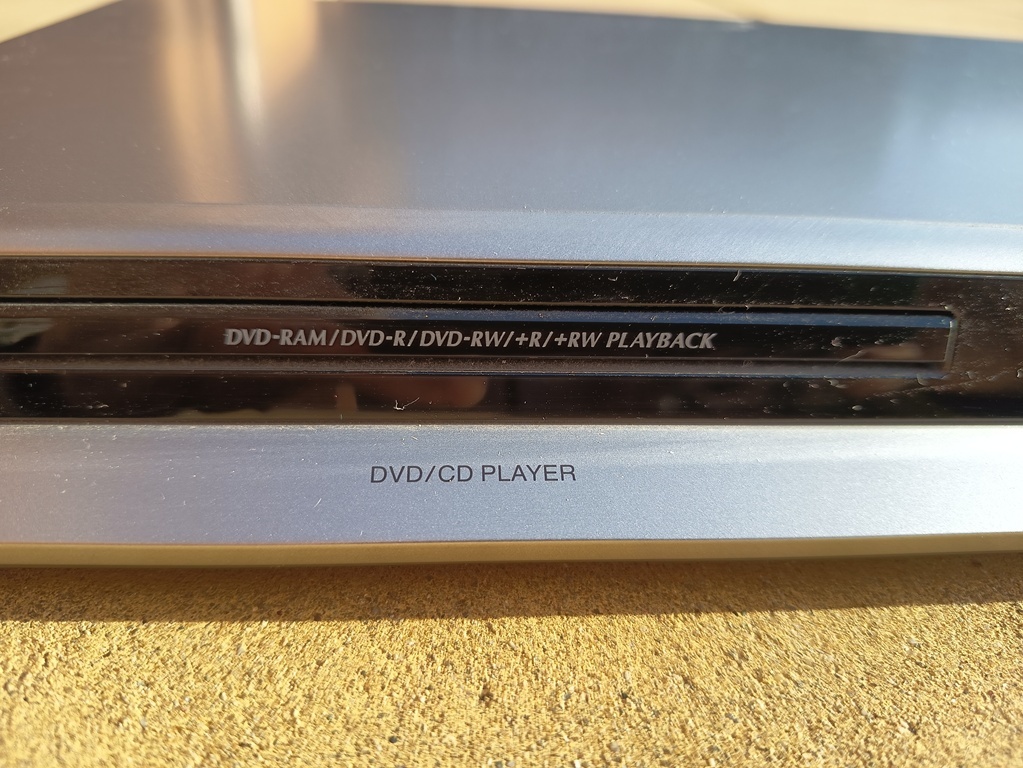 DVD-RAM/DVD-R/DVD-RW/+R/+RW PLAYBACK
DVD/CD PLAYER